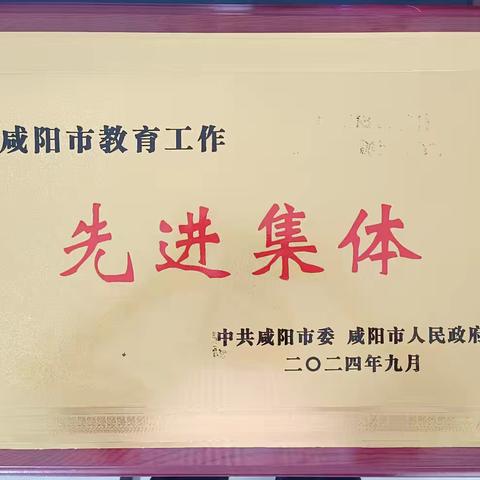 咸阳市教育工作
先进集体
中共咸阳市委 咸阳市人民政府
二〇二四年九月